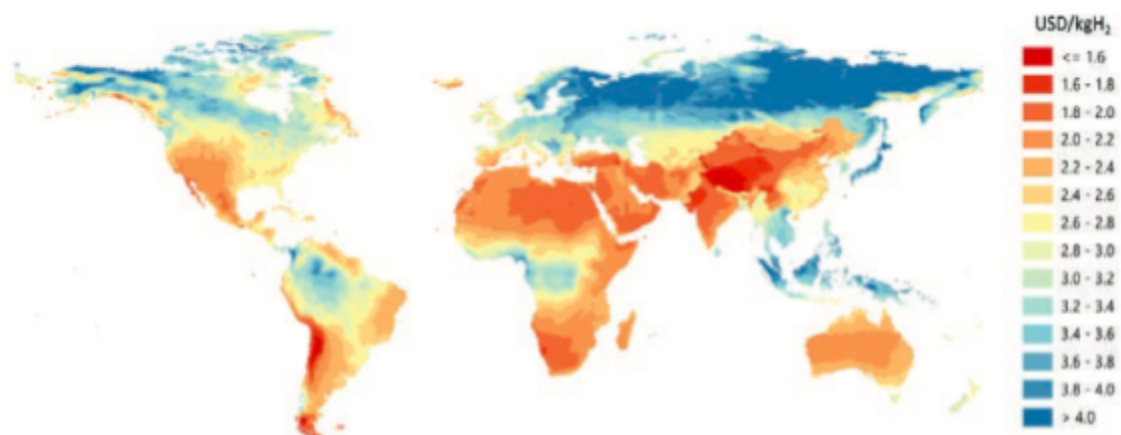 USD/kgH₂
<= 1.6
1.6 - 1.8
1.8 - 2.0
2.0 - 2.2
2.2 - 2.4
2.4 - 2.6
2.6 - 2.8
2.8 - 3.0
3.0 - 3.2
3.2 - 3.4
3.4 - 3.6
3.6 - 3.8
3.8 - 4.0
> 4.0